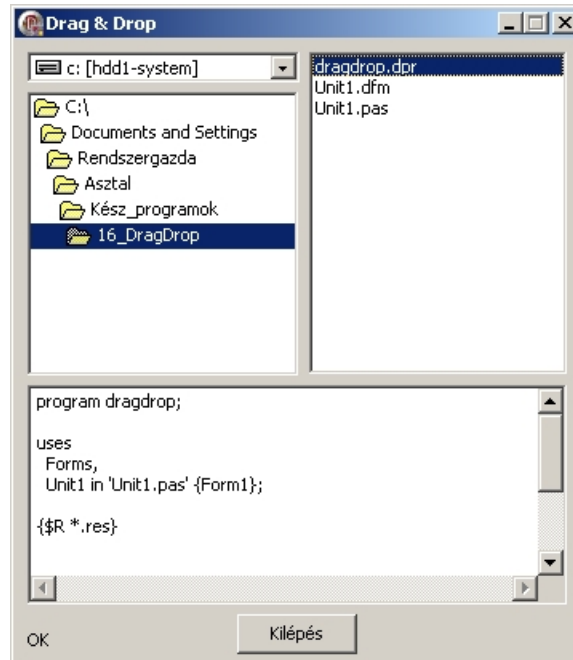 Drag & Drop
c: [hdd1-system]
C:\
Documents and Settings
Rendszergazda
Asztal
Kész_programok
16_DragDrop
dragdrop.dpr
Unit1.dfm
Unit1.pas
program dragdrop;
uses
Forms,
Unit1 in 'Unit1.pas' {Form1};
{$R *.res}
OK
Kilépés